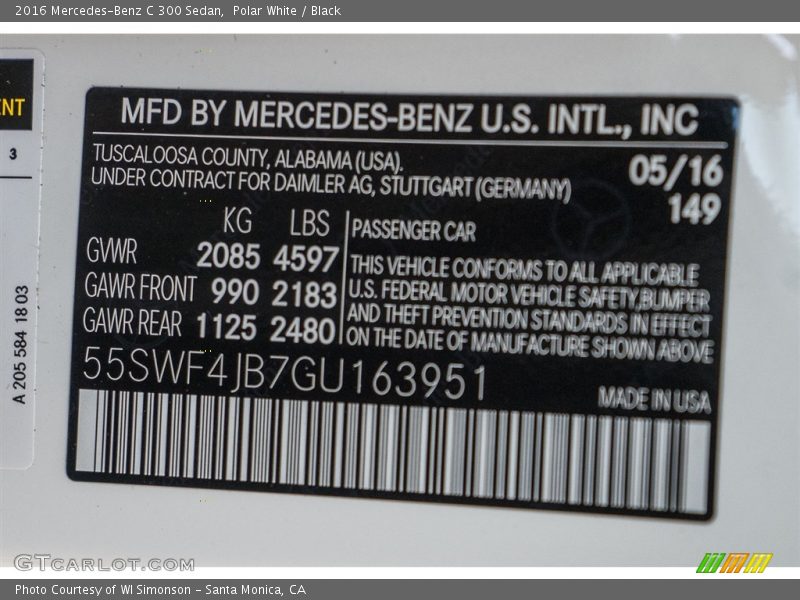 2016 Mercedes-Benz C 300 Sedan, Polar White / Black
ENT
3
A 205 584 18 03
MFD BY MERCEDES-BENZ U.S. INTL., INC
TUSCALOOSA COUNTY, ALABAMA (USA).
UNDER CONTRACT FOR DAIMLER AG, STUTTGART (GERMANY)
05/16
149
KG LBS
GVWR 2085 4597
GAWR FRONT 990 2183
GAWR REAR 1125 2480
PASSENGER CAR
THIS VEHICLE CONFORMS TO ALL APPLICABLE
U.S. FEDERAL MOTOR VEHICLE SAFETY,BUMPER
AND THEFT PREVENTION STANDARDS IN EFFECT
ON THE DATE OF MANUFACTURE SHOWN ABOVE
55SWF4JB7GU163951
MADE IN USA
GTCARLOT.COM
Photo Courtesy of WI Simonson - Santa Monica, CA